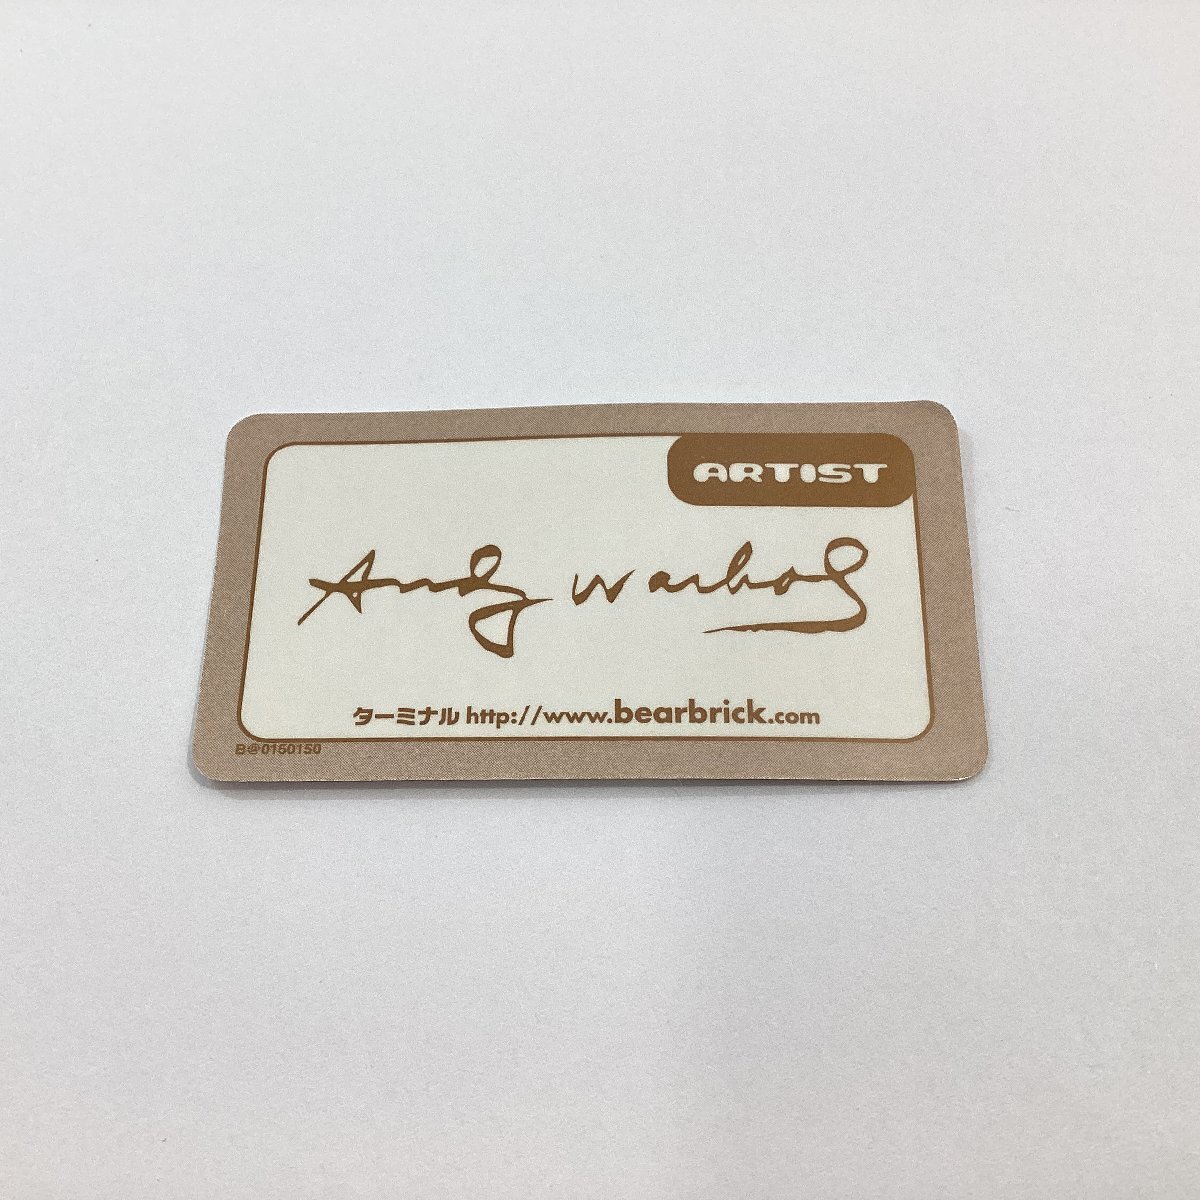 ARTIST
Andy Warhol
ターミナル http://www.bearbrick.com
B@0150150